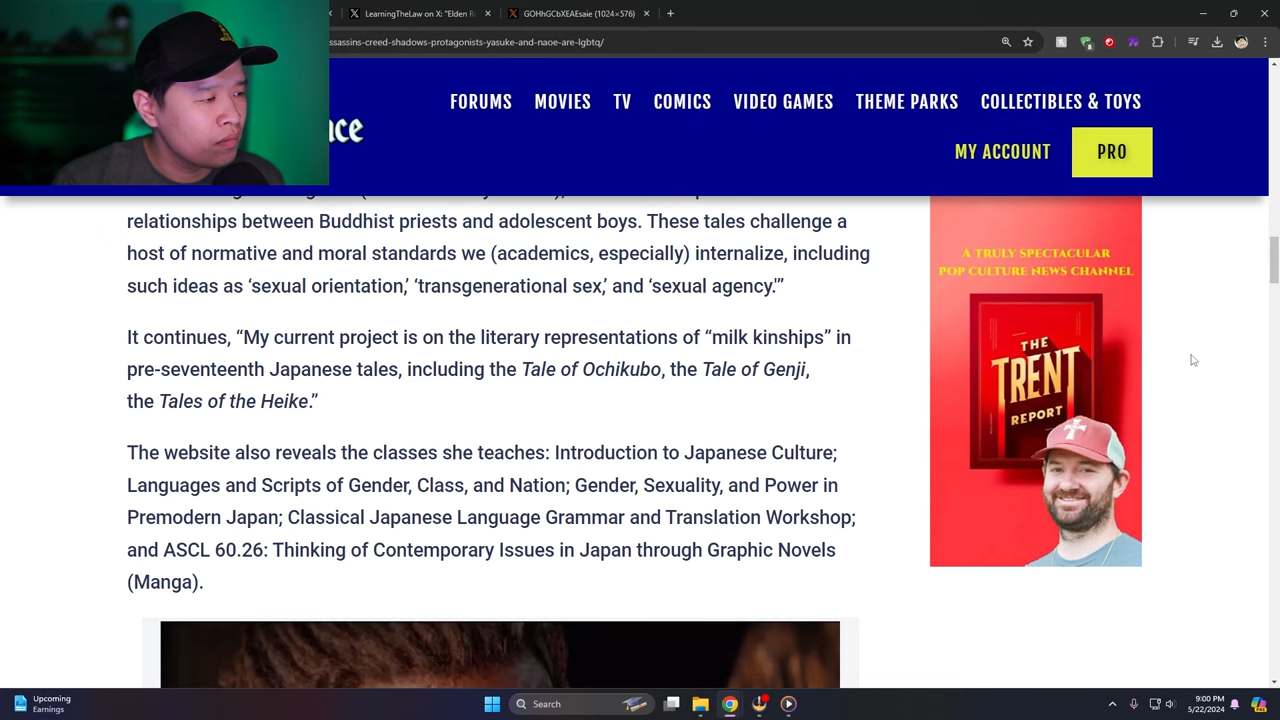 LearningTheLaw on X: "Elden R
GOHhGCbXEAEsaie (1024×576)
ssassins-creed-shadows-protagonists-yasuke-and-naoe-are-lgbtq/
FORUMS MOVIES TV COMICS VIDEO GAMES THEME PARKS COLLECTIBLES & TOYS
MY ACCOUNT PRO
relationships between Buddhist priests and adolescent boys. These tales challenge a
host of normative and moral standards we (academics, especially) internalize, including
such ideas as ‘sexual orientation,’ ‘transgenerational sex,’ and ‘sexual agency.’”
It continues, “My current project is on the literary representations of “milk kinships” in
pre-seventeenth Japanese tales, including the Tale of Ochikubo, the Tale of Genji,
the Tales of the Heike.”
The website also reveals the classes she teaches: Introduction to Japanese Culture;
Languages and Scripts of Gender, Class, and Nation; Gender, Sexuality, and Power in
Premodern Japan; Classical Japanese Language Grammar and Translation Workshop;
and ASCL 60.26: Thinking of Contemporary Issues in Japan through Graphic Novels
(Manga).
A TRULY SPECTACULAR
POP CULTURE NEWS CHANNEL
THE
TRENT
REPORT
Upcoming
Earnings
Search
9:00 PM
5/22/2024